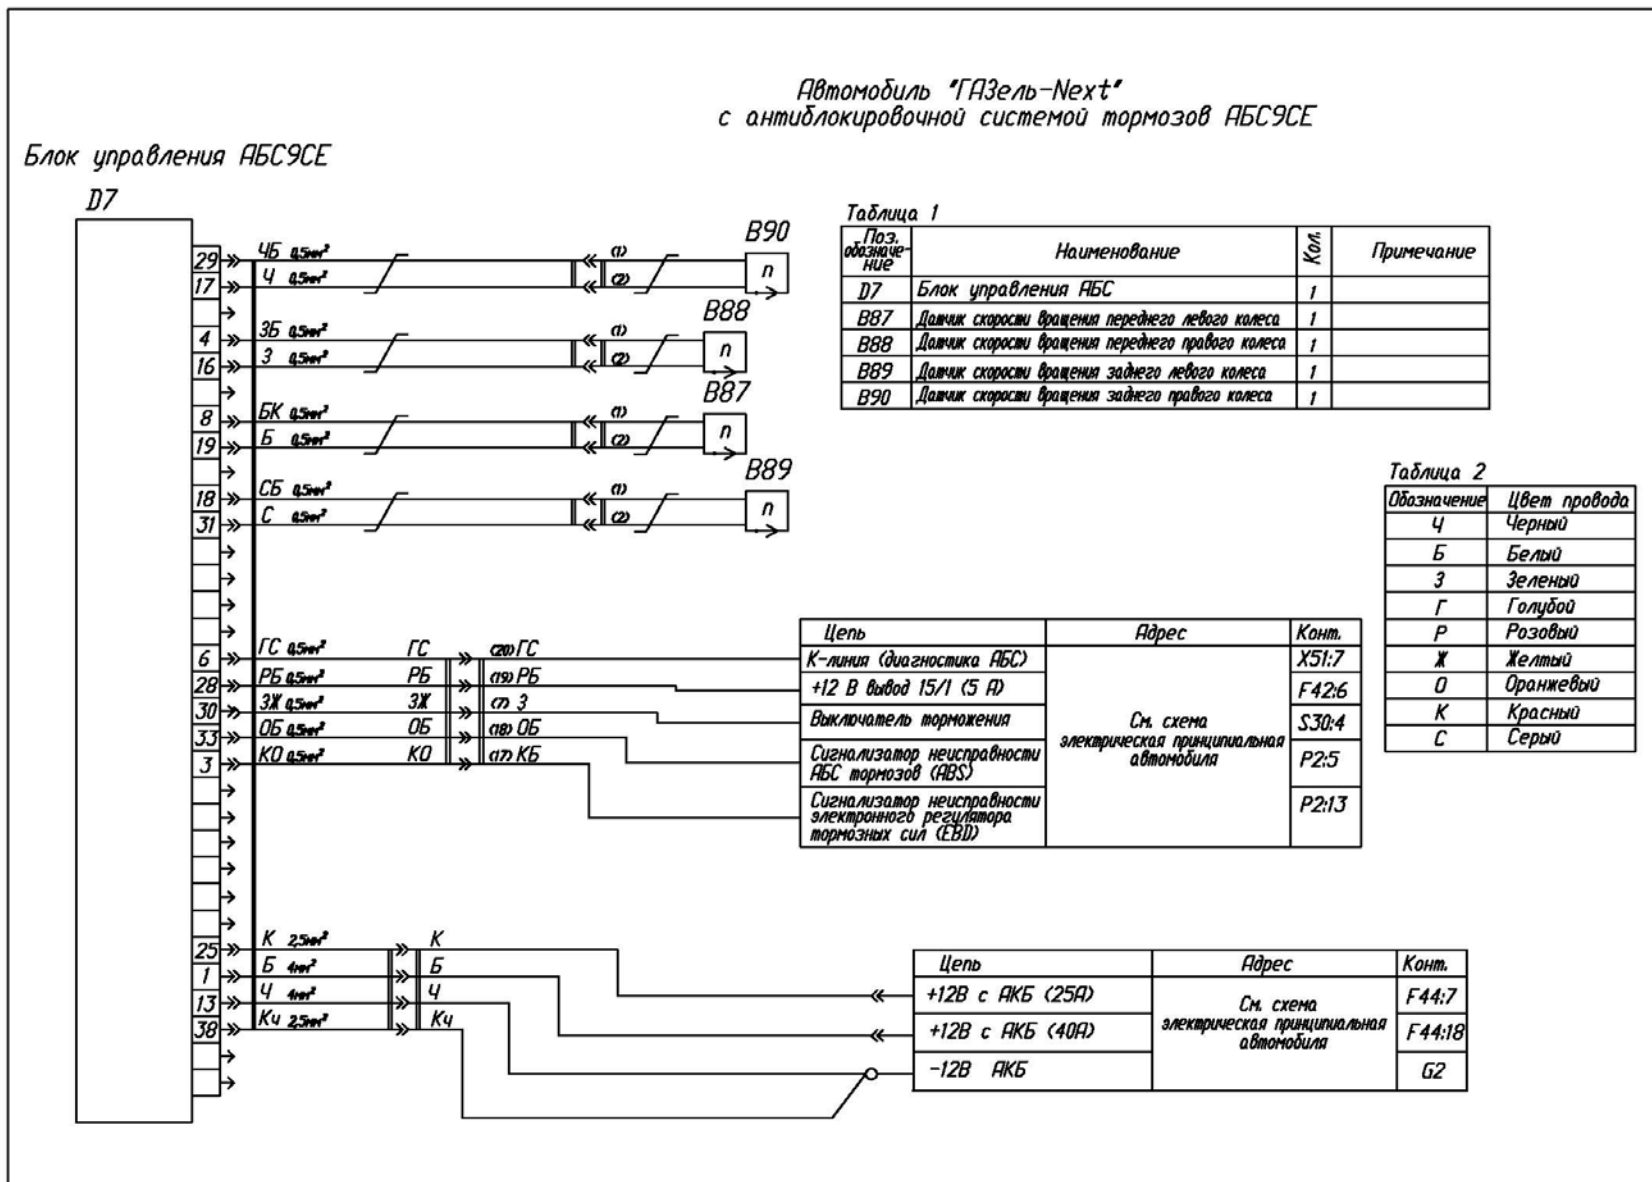 Автомобиль "ГАЗель-Next"
с антиблокировочной системой тормозов АБС9СЕ
Блок управления АБС9СЕ
D7
29 ЧБ 0,5мм² (1) B90
17 Ч 0,5мм² (2) n
4 ЗБ 0,5мм² (1) B88
16 З 0,5мм² (2) n
8 БК 0,5мм² (1) B87
19 Б 0,5мм² (2) n
18 СБ 0,5мм² (1) B89
31 С 0,5мм² (2) n
6 ГС 0,5мм² ГС (20) ГС
28 РБ 0,5мм² РБ (19) РБ
30 ЗЖ 0,5мм² ЗЖ (7) З
33 ОБ 0,5мм² ОБ (18) ОБ
3 КО 0,5мм² КО (17) КБ
25 К 2,5мм² К
1 Б 4мм² Б
13 Ч 4мм² Ч
38 Кч 2,5мм² Кч
Таблица 1
Поз. обозначе-ние Наименование Кол. Примечание
D7 Блок управления АБС 1
B87 Датчик скорости вращения переднего левого колеса 1
B88 Датчик скорости вращения переднего правого колеса 1
B89 Датчик скорости вращения заднего левого колеса 1
B90 Датчик скорости вращения заднего правого колеса 1
Таблица 2
Обозначение Цвет провода
Ч Черный
Б Белый
З Зеленый
Г Голубой
Р Розовый
Ж Желтый
О Оранжевый
К Красный
С Серый
Цепь Адрес Конт.
К-линия (диагностика АБС) X51:7
+12 В вывод 15/1 (5 А) F42:6
Выключатель торможения S30:4
См. схема
электрическая принципиальная
автомобиля
Сигнализатор неисправности
АБС тормозов (ABS) P2:5
Сигнализатор неисправности
электронного регулятора
тормозных сил (EBD) P2:13
Цепь Адрес Конт.
+12В с АКБ (25А) F44:7
+12В с АКБ (40А) F44:18
-12В АКБ G2
См. схема
электрическая принципиальная
автомобиля